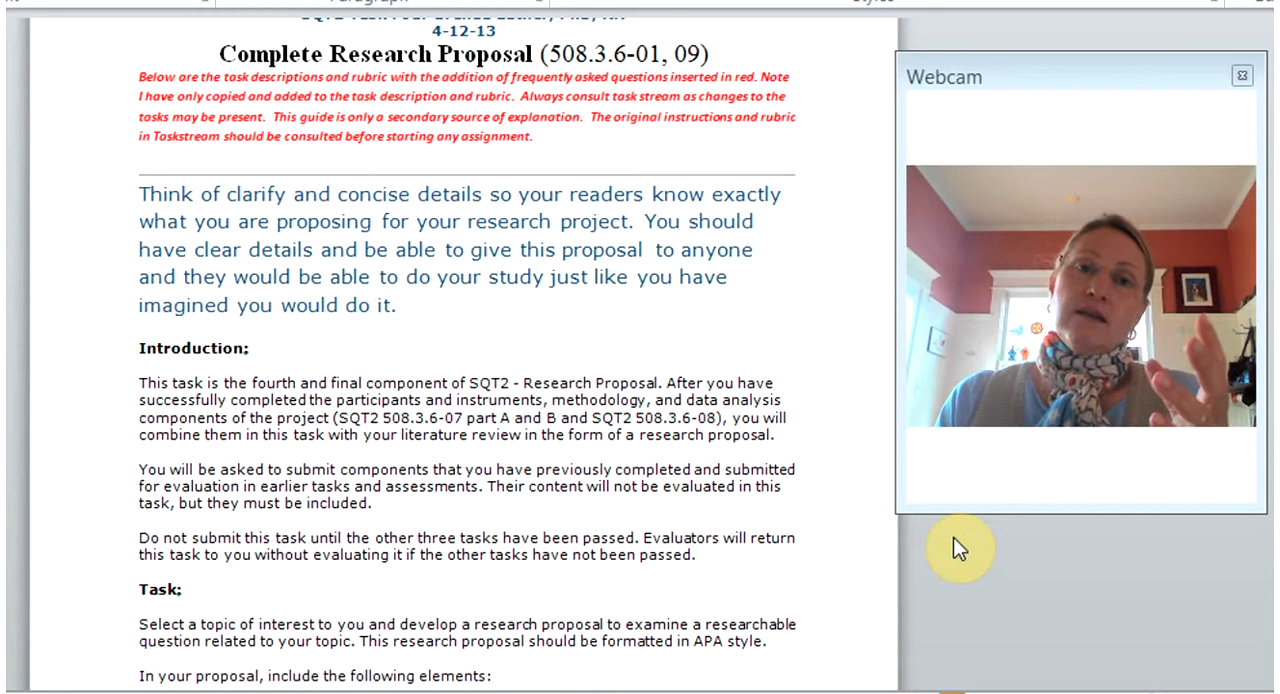 Paragraph
Styles
4-12-13
Complete Research Proposal (508.3.6-01, 09)
Below are the task descriptions and rubric with the addition of frequently asked questions inserted in red. Note
I have only copied and added to the task description and rubric. Always consult task stream as changes to the
tasks may be present. This guide is only a secondary source of explanation. The original instructions and rubric
in Taskstream should be consulted before starting any assignment.
Webcam
Think of clarify and concise details so your readers know exactly
what you are proposing for your research project. You should
have clear details and be able to give this proposal to anyone
and they would be able to do your study just like you have
imagined you would do it.
Introduction:
This task is the fourth and final component of SQT2 - Research Proposal. After you have
successfully completed the participants and instruments, methodology, and data analysis
components of the project (SQT2 508.3.6-07 part A and B and SQT2 508.3.6-08), you will
combine them in this task with your literature review in the form of a research proposal.
You will be asked to submit components that you have previously completed and submitted
for evaluation in earlier tasks and assessments. Their content will not be evaluated in this
task, but they must be included.
Do not submit this task until the other three tasks have been passed. Evaluators will return
this task to you without evaluating it if the other tasks have not been passed.
Task:
Select a topic of interest to you and develop a research proposal to examine a researchable
question related to your topic. This research proposal should be formatted in APA style.
In your proposal, include the following elements: